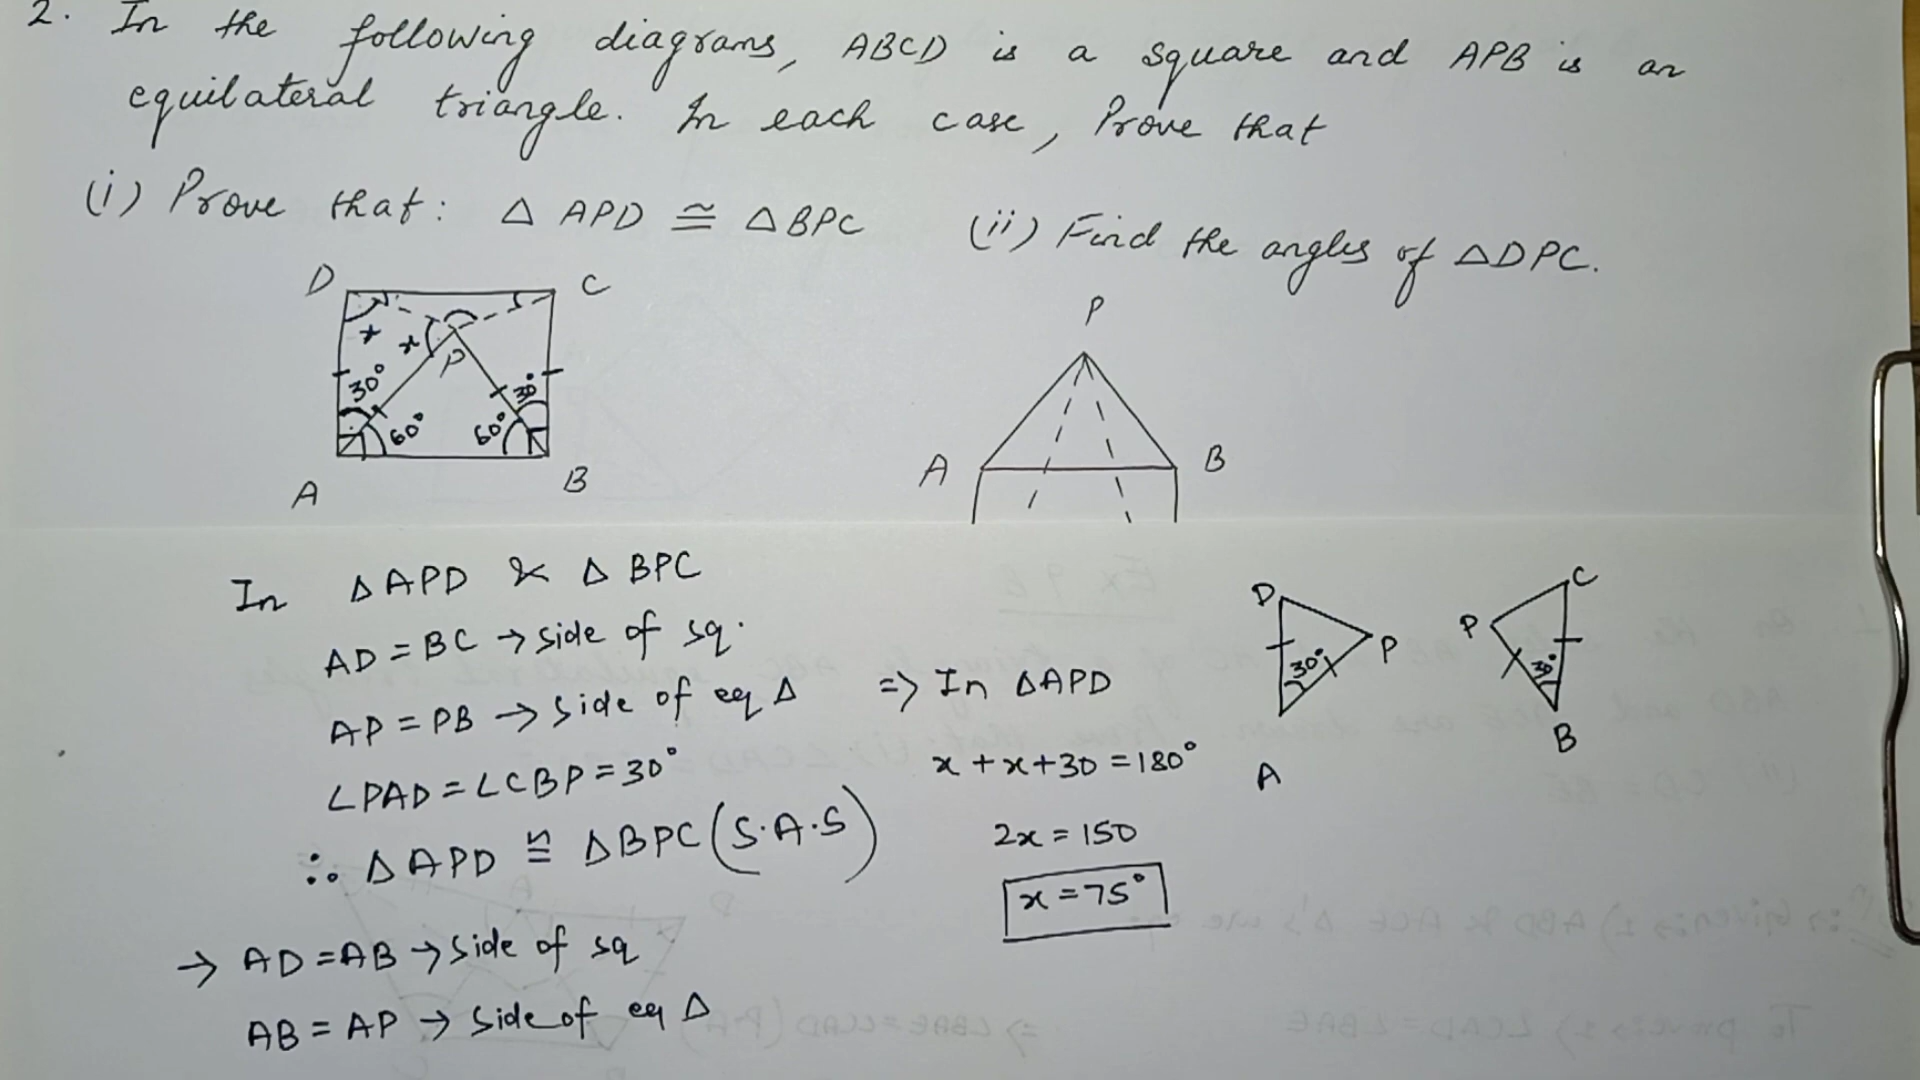 2. In the following diagrams, ABCD is a square and APB is an
equilateral triangle. In each case, Prove that
(i) Prove that: △ APD ≅ △BPC (ii) Find the angles of △DPC.
D C
x x P
30° 30°
60° 60°
A B
P
A B
In △APD & △BPC
AD = BC → side of sq.
AP = PB → side of eq △
∠PAD = ∠CBP = 30°
∴ △APD ≅ △BPC (S.A.S)
→ AD = AB → side of sq
AB = AP → side of eq △
=> In △APD
x + x + 30 = 180°
2x = 150
x = 75°
D P
30°
A
P C
30°
B